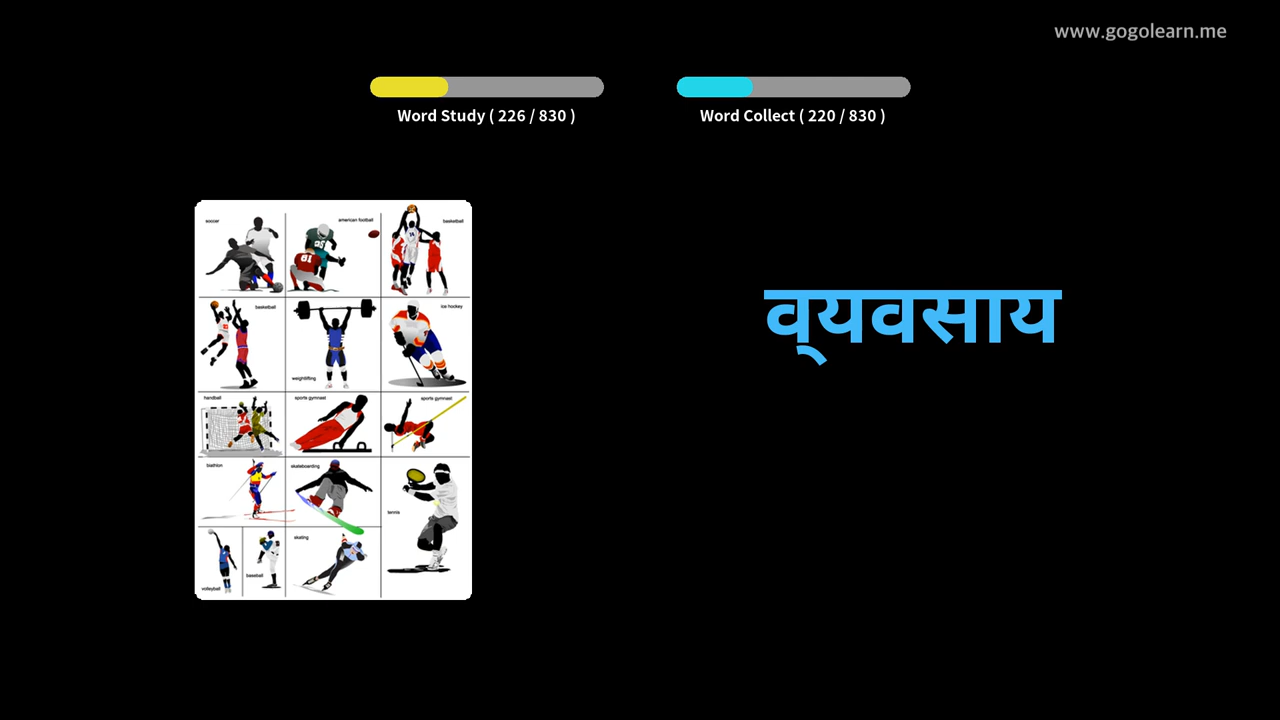 www.gogolearn.me
Word Study ( 226 / 830 )
Word Collect ( 220 / 830 )
soccer
american football
basketball
basketball
weightlifting
ice hockey
handball
sports gymnast
sports gymnast
biathlon
skateboarding
tennis
volleyball
baseball
skating
व्‌यवसाय